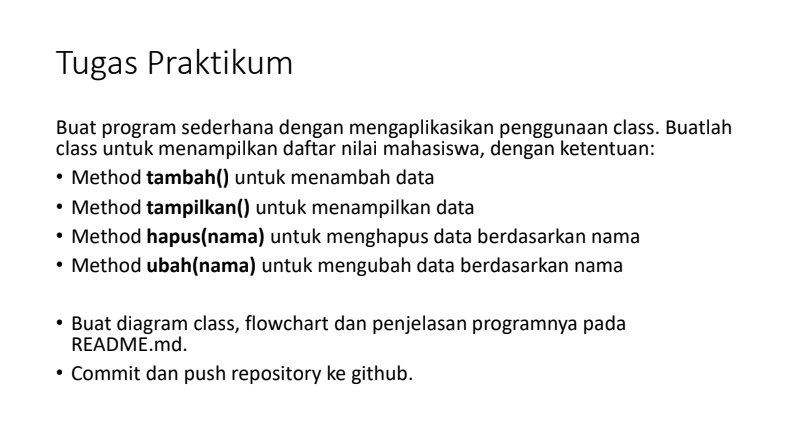 Tugas Praktikum
Buat program sederhana dengan mengaplikasikan penggunaan class. Buatlah
class untuk menampilkan daftar nilai mahasiswa, dengan ketentuan:
• Method tambah() untuk menambah data
• Method tampilkan() untuk menampilkan data
• Method hapus(nama) untuk menghapus data berdasarkan nama
• Method ubah(nama) untuk mengubah data berdasarkan nama
• Buat diagram class, flowchart dan penjelasan programnya pada
README.md.
• Commit dan push repository ke github.